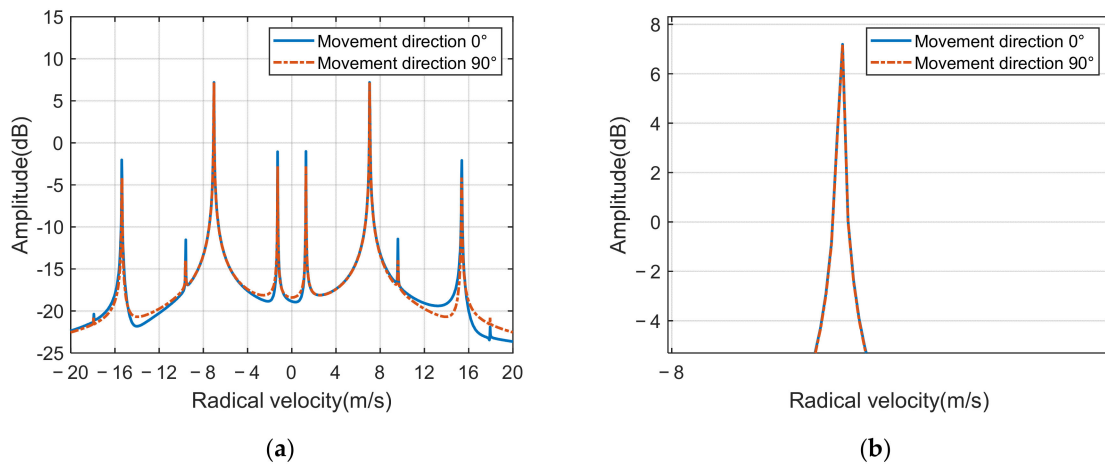 15
10
5
0
−5
−10
−15
−20
−25
Amplitude(dB)
Movement direction 0°
Movement direction 90°
−20 −16 −12 −8 −4 0 4 8 12 16 20
Radical velocity(m/s)
(a)
8
6
4
2
0
−2
−4
Amplitude(dB)
Movement direction 0°
Movement direction 90°
−8
Radical velocity(m/s)
(b)